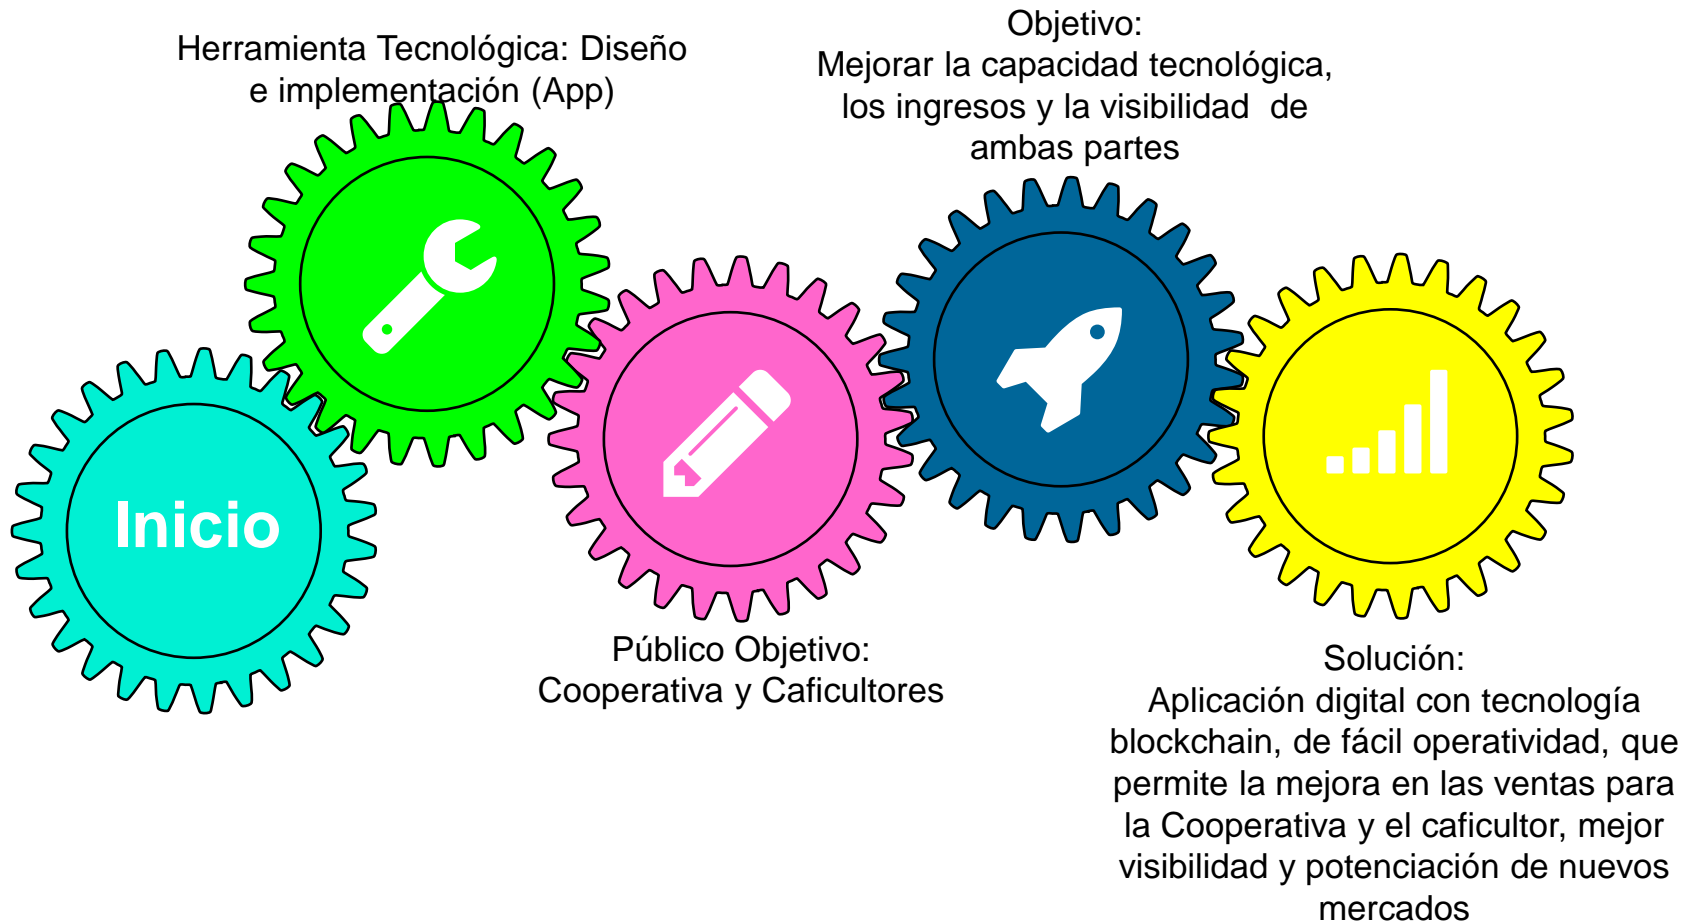 Herramienta Tecnológica: Diseño
e implementación (App)
Objetivo:
Mejorar la capacidad tecnológica,
los ingresos y la visibilidad  de
ambas partes
Inicio
Público Objetivo:
Cooperativa y Caficultores
Solución:
Aplicación digital con tecnología
blockchain, de fácil operatividad, que
permite la mejora en las ventas para
la Cooperativa y el caficultor, mejor
visibilidad y potenciación de nuevos
mercados